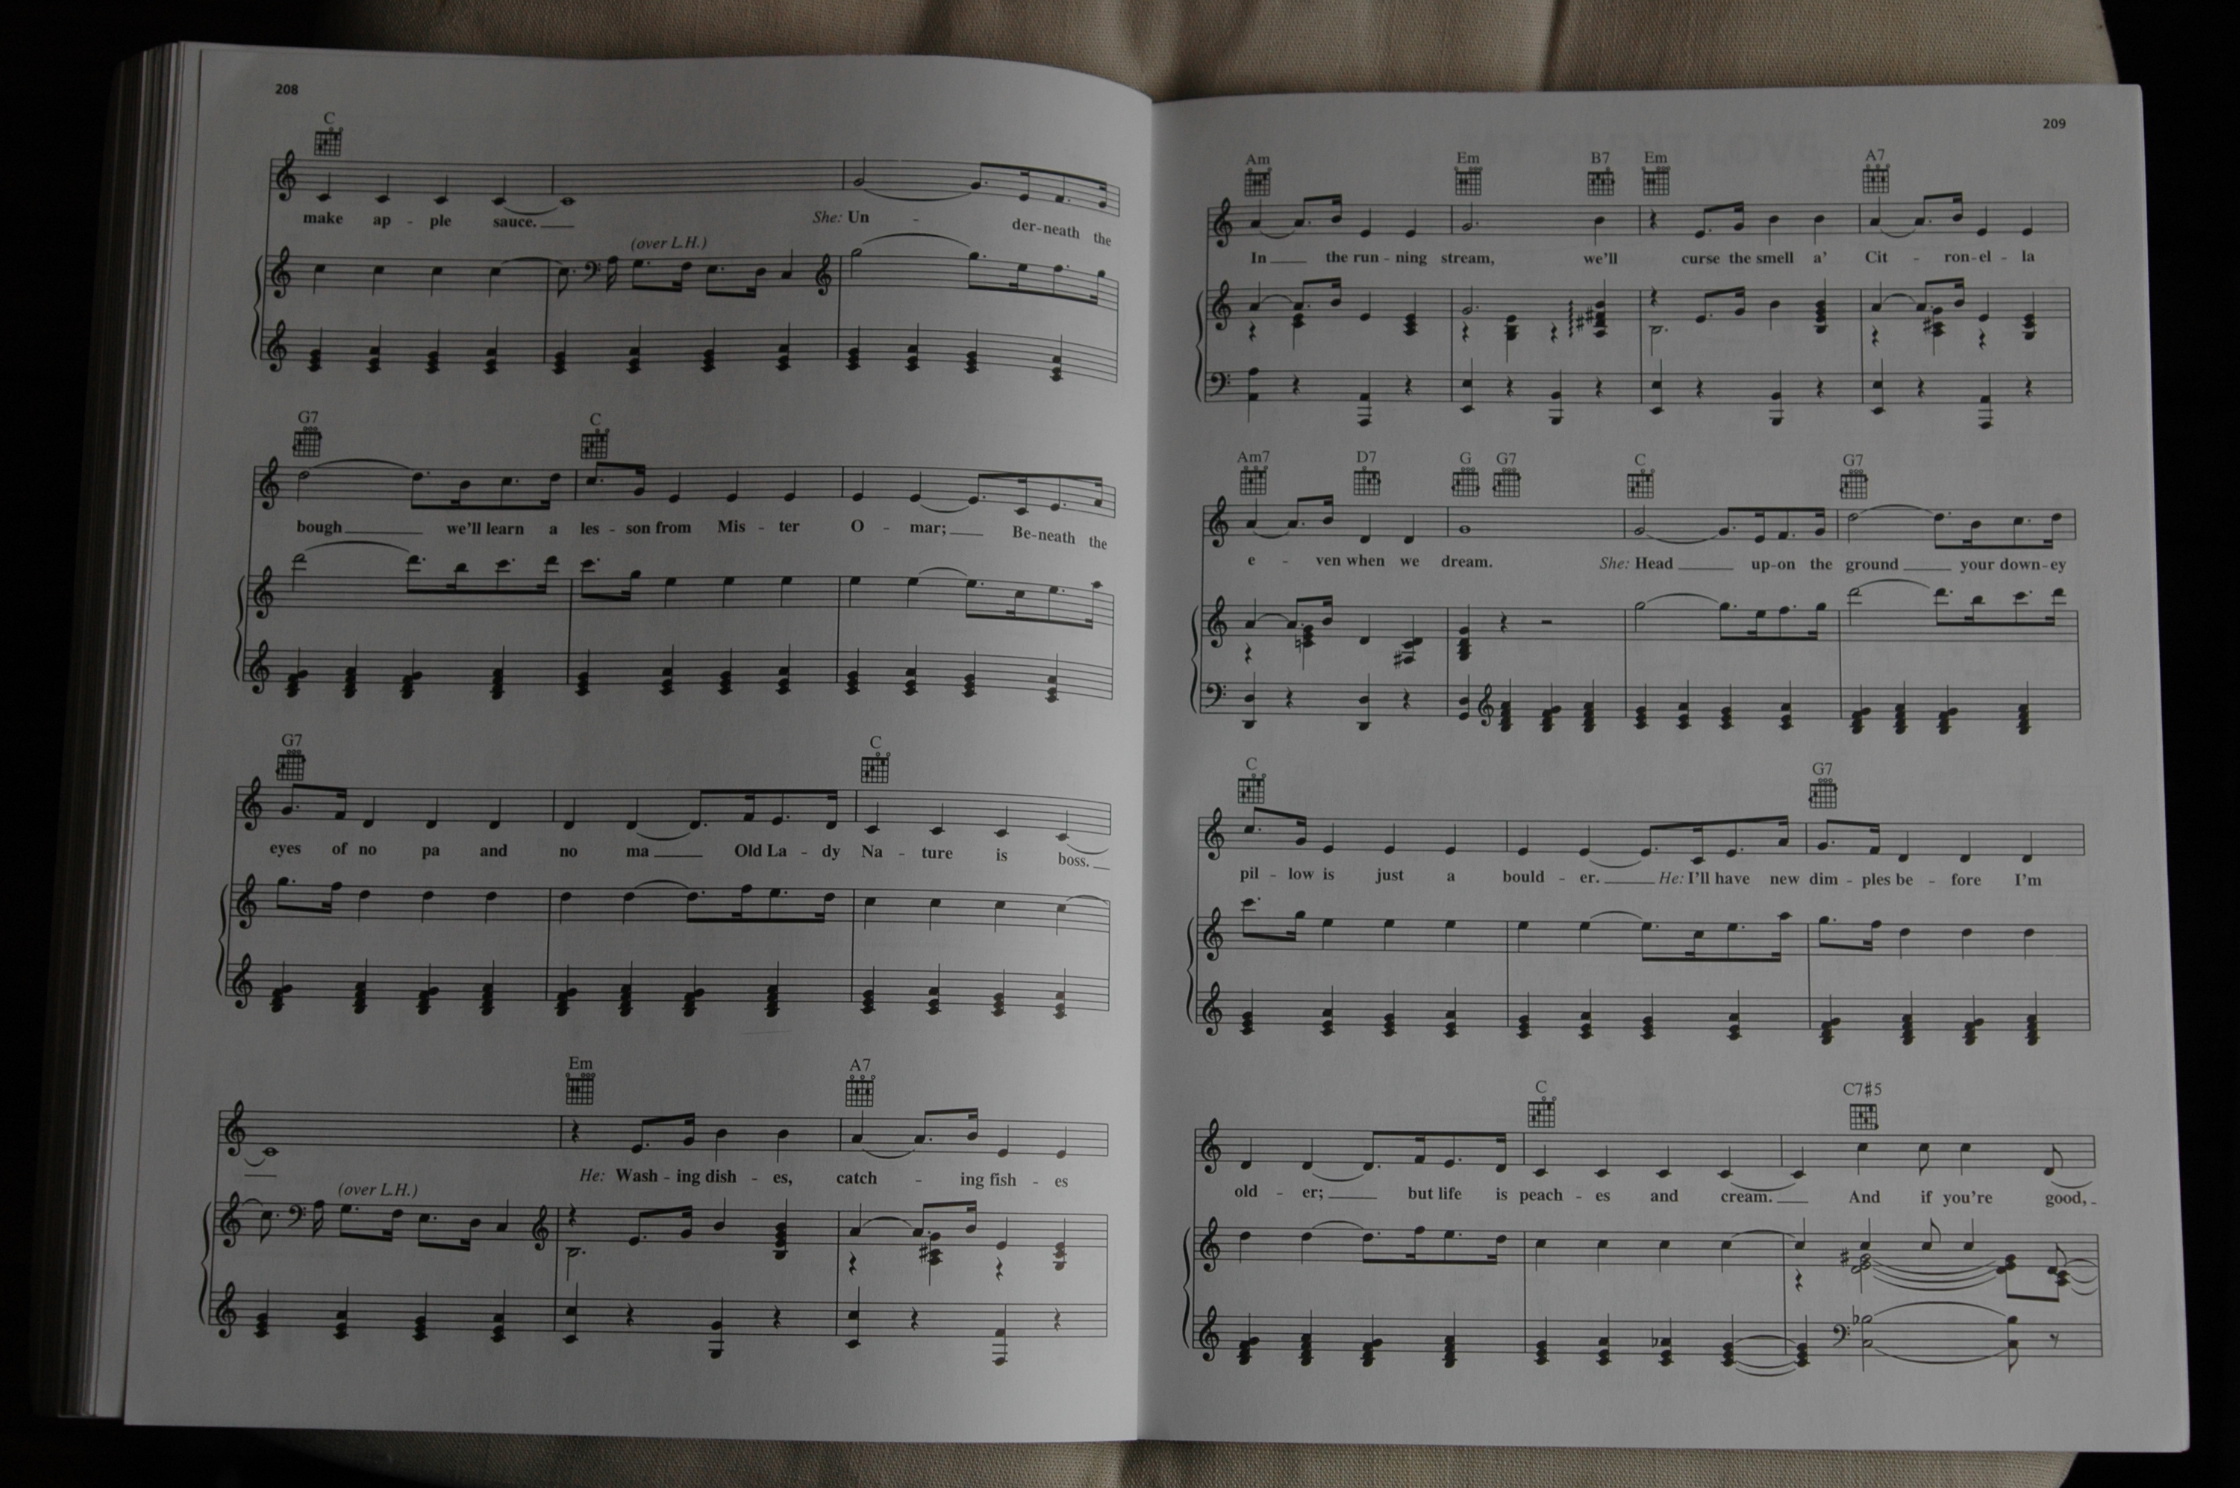 208
C
make ap - ple sauce. She: Un - der-neath the
(over L.H.)
G7 C
bough we'll learn a les - son from Mis - ter O - mar; Be-neath the
G7 C
eyes of no pa and no ma Old La - dy Na - ture is boss.
Em A7
He: Wash - ing dish - es, catch - ing fish - es
(over L.H.)
209
Am Em B7 Em A7
In the run - ning stream, we'll curse the smell a' Cit - ron-el - la
Am7 D7 G G7 C G7
e - ven when we dream. She: Head up-on the ground your down-ey
C G7
pil - low is just a bould - er. He: I'll have new dim - ples be - fore I'm
C C7#5
old - er; but life is peach - es and cream. And if you're good,